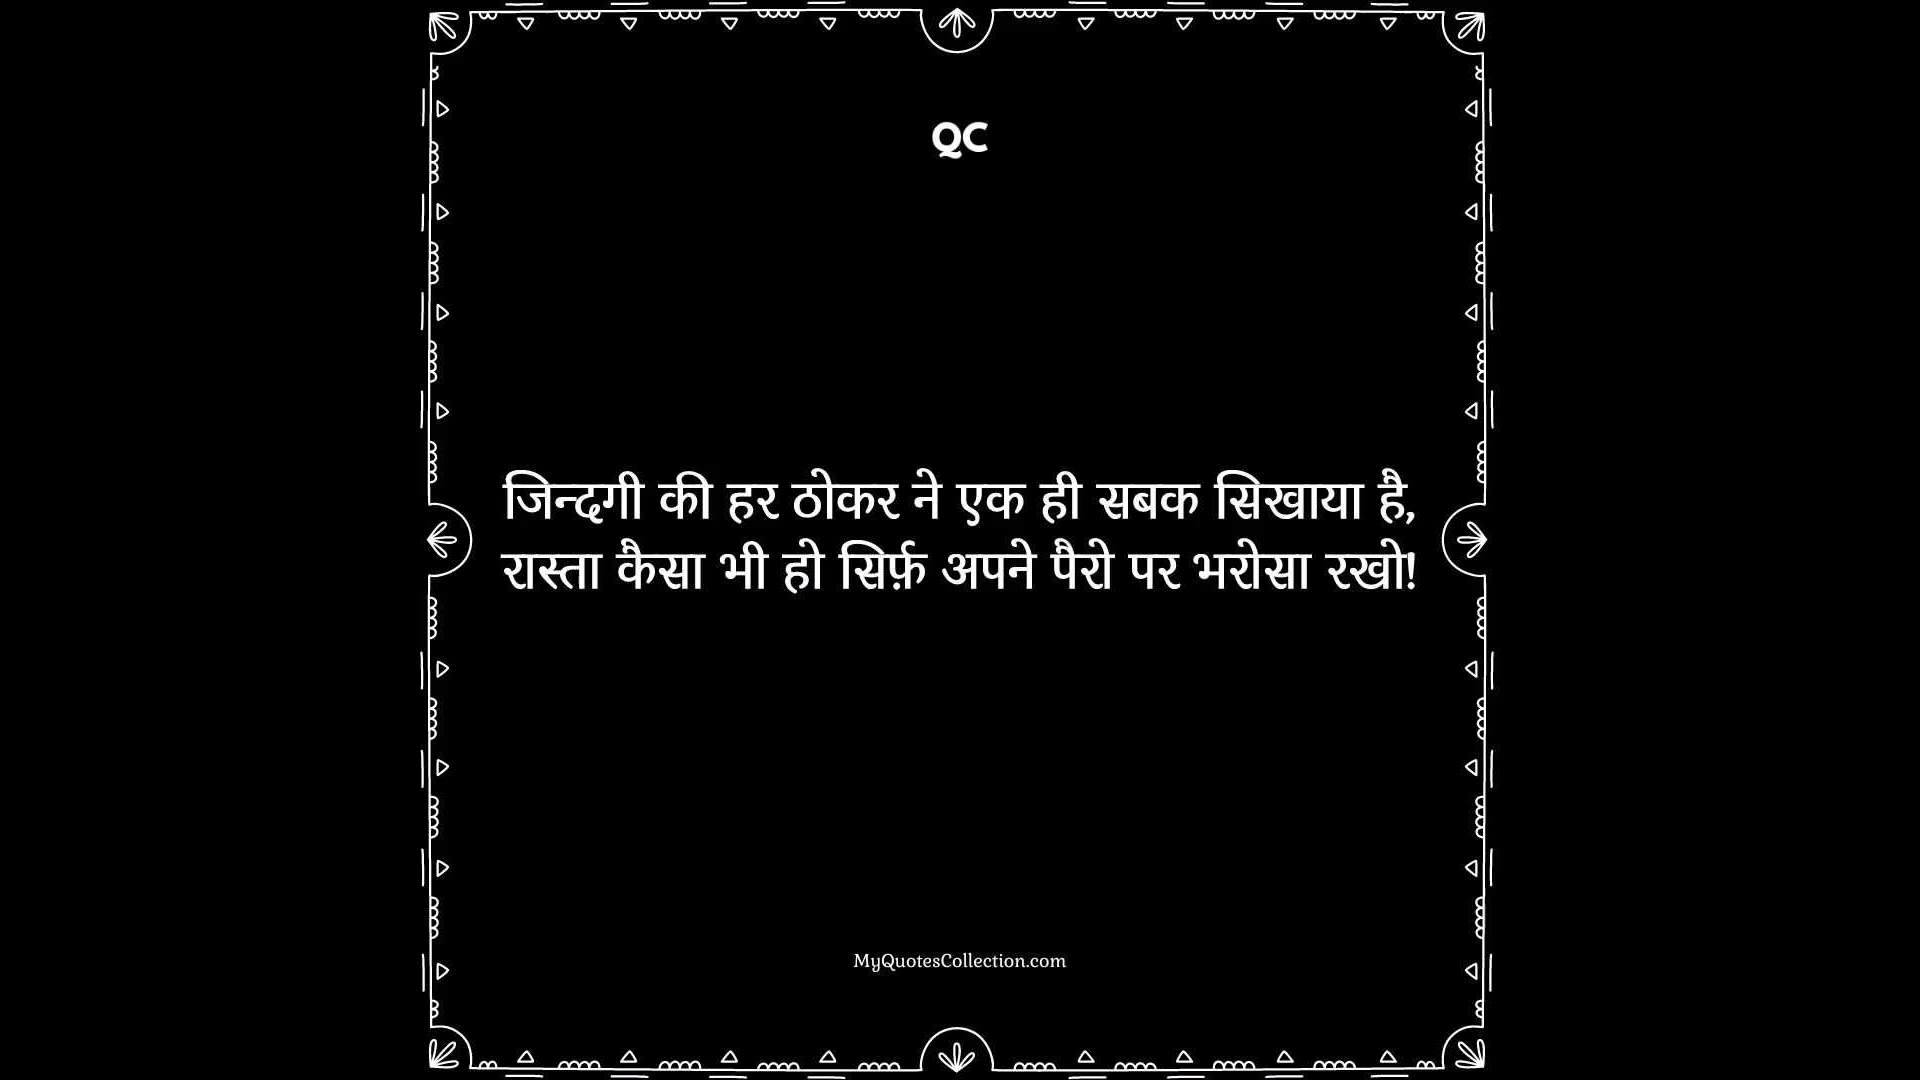 QC
जिन्दगी की हर ठोकर ने एक ही सबक सिखाया है,
रास्ता कैसा भी हो सिर्फ़ अपने पैरो पर भरोसा रखो!
MyQuotesCollection.com